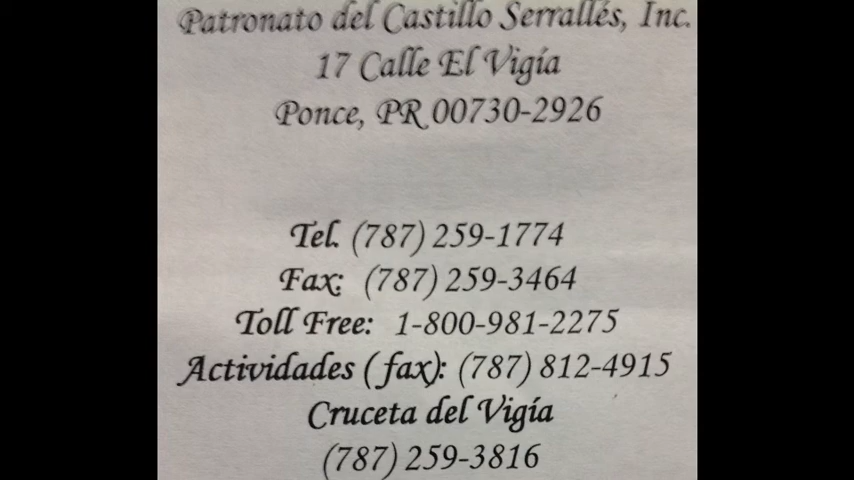 Patronato del Castillo Serrallés, Inc.
17 Calle El Vigía
Ponce, PR 00730-2926
Tel. (787) 259-1774
Fax: (787) 259-3464
Toll Free: 1-800-981-2275
Actividades (fax): (787) 812-4915
Cruceta del Vigía
(787) 259-3816